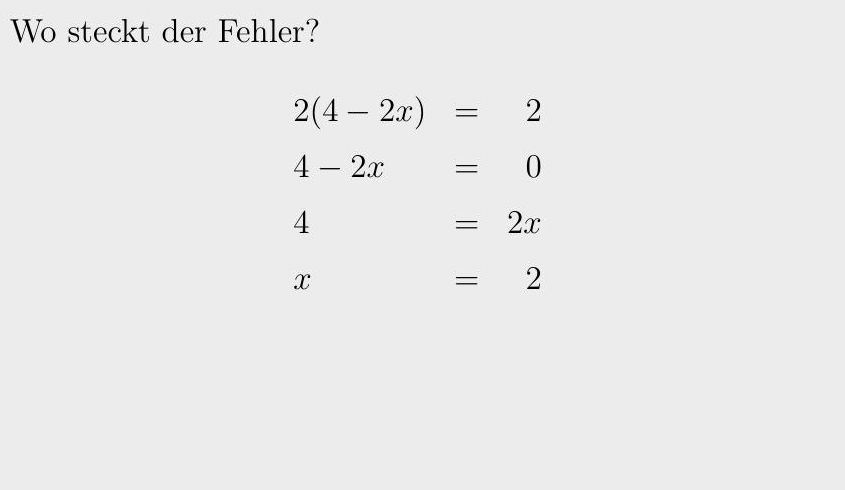 Wo steckt der Fehler?
2(4 − 2x) = 2
4 − 2x = 0
4 = 2x
x = 2